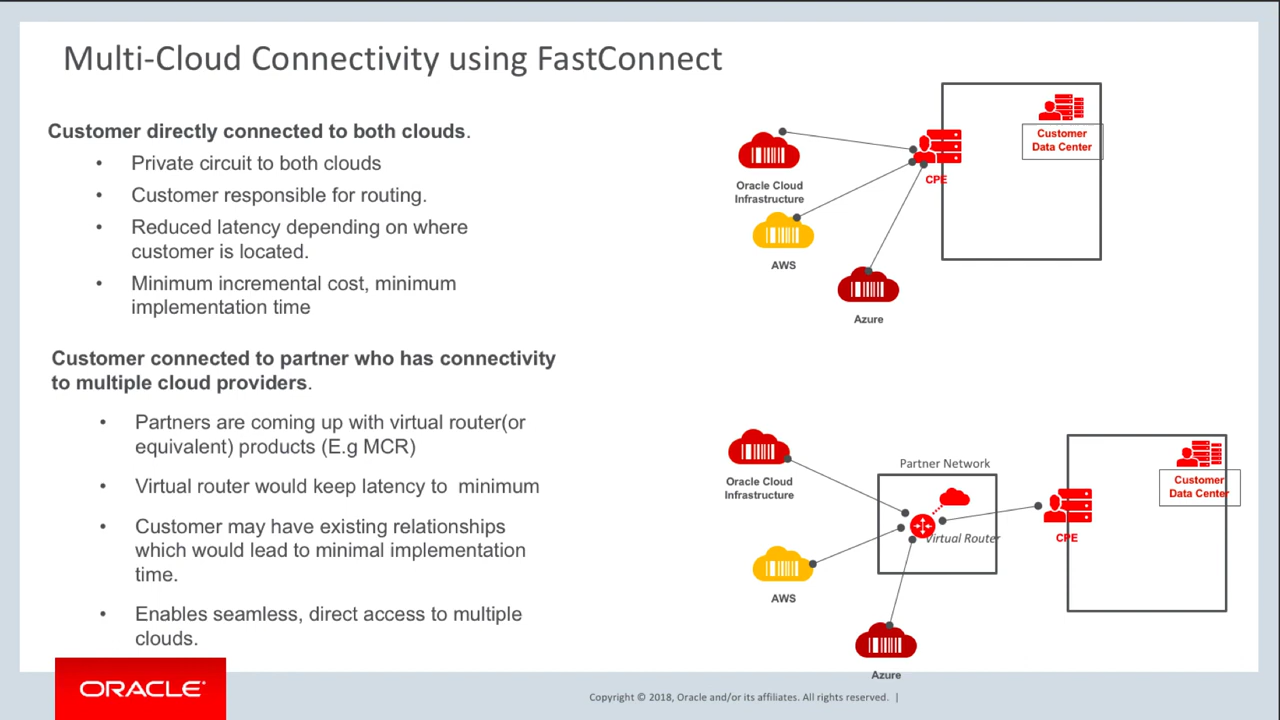 Multi-Cloud Connectivity using FastConnect
Customer directly connected to both clouds.
• Private circuit to both clouds
• Customer responsible for routing.
• Reduced latency depending on where
customer is located.
• Minimum incremental cost, minimum
implementation time
Customer connected to partner who has connectivity
to multiple cloud providers.
• Partners are coming up with virtual router(or
equivalent) products (E.g MCR)
• Virtual router would keep latency to  minimum
• Customer may have existing relationships
which would lead to minimal implementation
time.
• Enables seamless, direct access to multiple
clouds.
Customer
Data Center
CPE
Oracle Cloud
Infrastructure
AWS
Azure
Partner Network
Customer
Data Center
Oracle Cloud
Infrastructure
Virtual Router
CPE
AWS
Azure
ORACLE®
Copyright © 2018, Oracle and/or its affiliates. All rights reserved. |